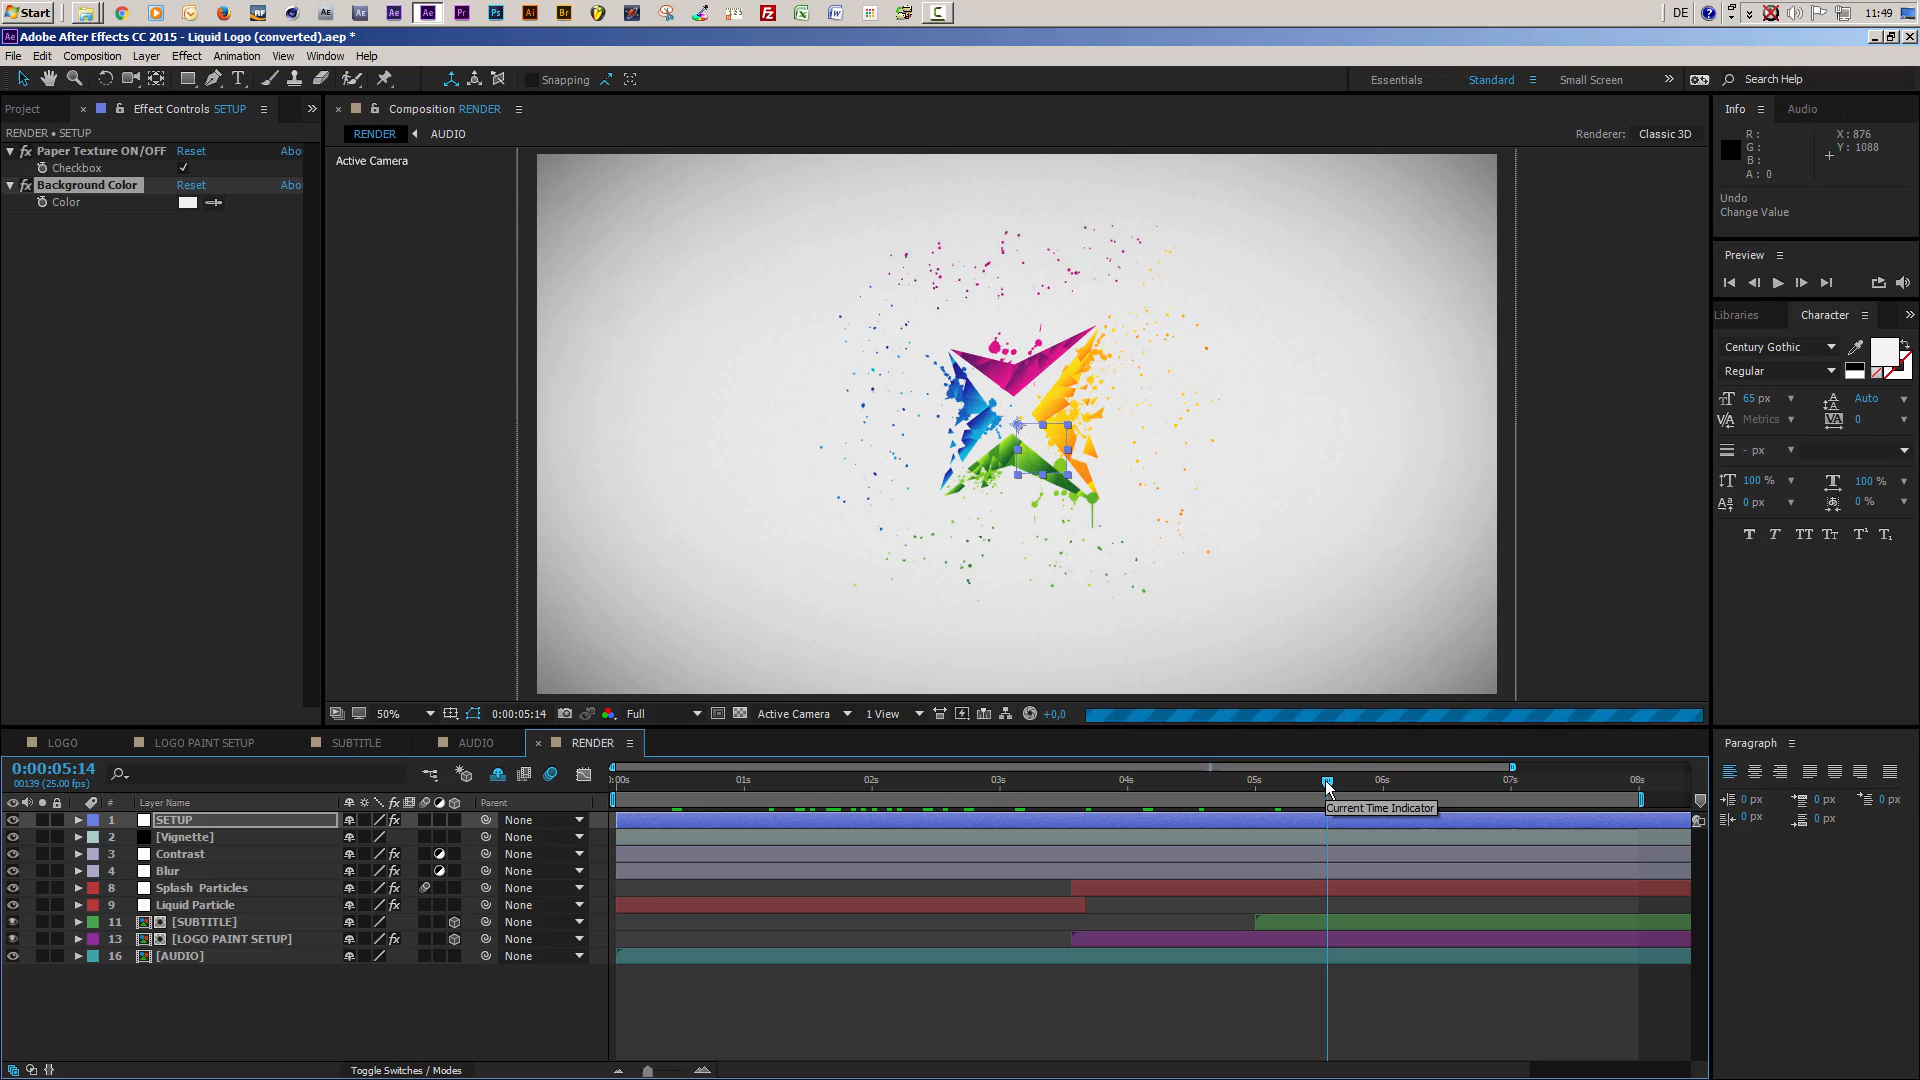 Start
DE
11:49
Adobe After Effects CC 2015 - Liquid Logo (converted).aep *
File Edit Composition Layer Effect Animation View Window Help
Snapping
Essentials Standard Small Screen Search Help
Project Effect Controls SETUP
RENDER • SETUP
Paper Texture ON/OFF Reset Abo
Checkbox
Background Color Reset Abo
Color
Composition RENDER
RENDER AUDIO
Renderer: Classic 3D
Active Camera
50% 0:00:05:14 Full Active Camera 1 View +0,0
Info Audio
R: X: 876
G: Y: 1088
B:
A: 0
Undo
Change Value
Preview
Libraries Character
Century Gothic
Regular
65 px Auto
Metrics 0
- px
100 % 100 %
0 px 0 %
T T TT Tt T¹ T₁
LOGO LOGO PAINT SETUP SUBTITLE AUDIO RENDER
0:00:05:14
00139 (25.00 fps)
# Layer Name Parent
1 SETUP None
2 [Vignette] None
3 Contrast None
4 Blur None
8 Splash Particles None
9 Liquid Particle None
11 [SUBTITLE] None
13 [LOGO PAINT SETUP] None
16 [AUDIO] None
:00s 01s 02s 03s 04s 05s 06s 07s 08s
Current Time Indicator
Toggle Switches / Modes
Paragraph
0 px 0 px 0 px
0 px 0 px